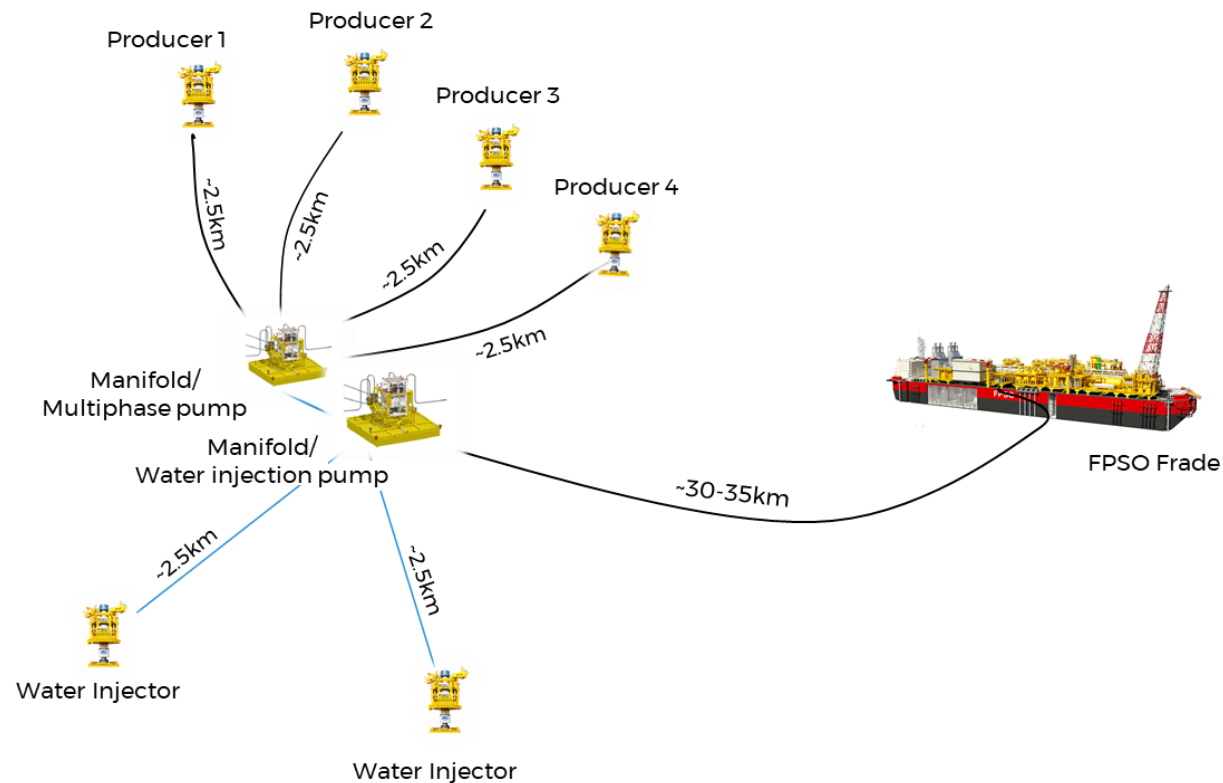 Producer 1
Producer 2
Producer 3
Producer 4
~2.5km
~2.5km
~2.5km
~2.5km
Manifold/
Multiphase pump
Manifold/
Water injection pump
~30-35km
FPSO
FPSO Frade
~2.5km
~2.5km
Water Injector
Water Injector